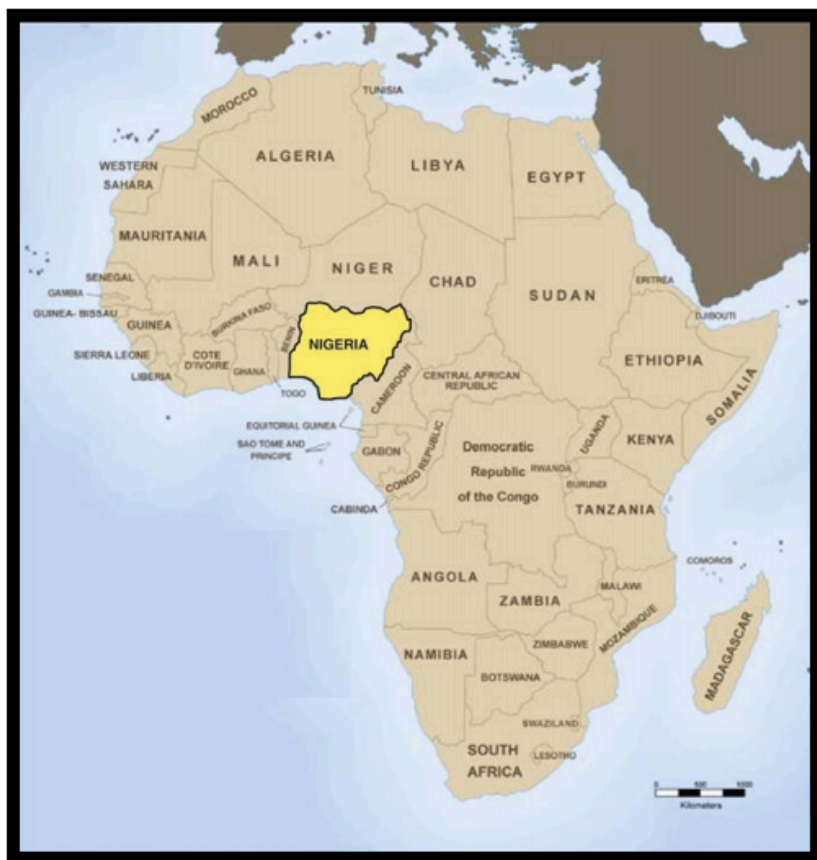 TUNISIA
MOROCCO
ALGERIA
LIBYA
EGYPT
WESTERN
SAHARA
MAURITANIA
MALI
NIGER
CHAD
SUDAN
ERITREA
DJIBOUTI
SENEGAL
GAMBIA
GUINEA- BISSAU
GUINEA
BURKINA FASO
BENIN
NIGERIA
SIERRA LEONE
COTE
D'IVOIRE
GHANA
LIBERIA
TOGO
CAMEROON
CENTRAL AFRICAN
REPUBLIC
ETHIOPIA
SOMALIA
EQUITORIAL GUINEA
SAO TOME AND
PRINCIPE
GABON
CONGO REPUBLIC
Democratic
Republic
of the Congo
UGANDA
KENYA
RWANDA
BURUNDI
CABINDA
TANZANIA
COMOROS
ANGOLA
ZAMBIA
MALAWI
MOZAMBIQUE
NAMIBIA
ZIMBABWE
BOTSWANA
MADAGASCAR
SWAZILAND
SOUTH
AFRICA
LESOTHO
0 500 1000
Kilometers